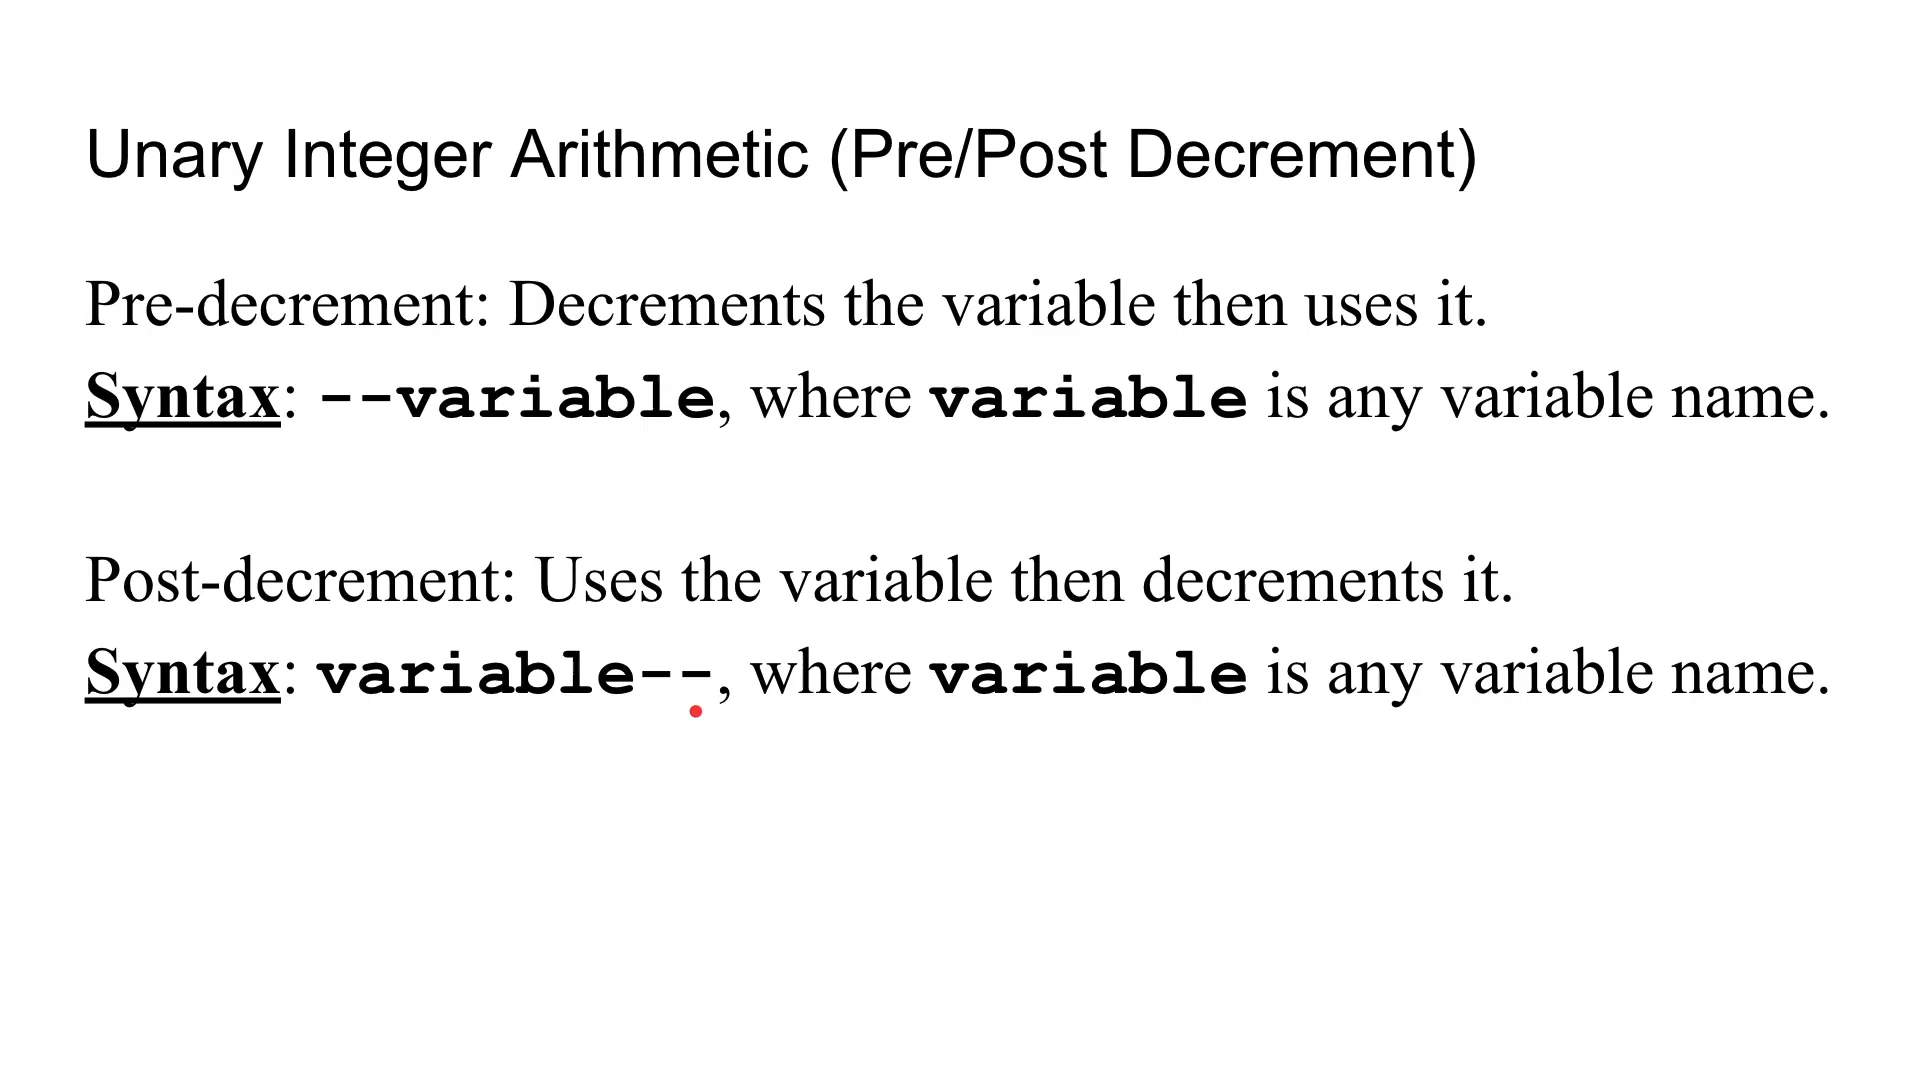 Unary Integer Arithmetic (Pre/Post Decrement)
Pre-decrement: Decrements the variable then uses it.
Syntax: --variable, where variable is any variable name.
Post-decrement: Uses the variable then decrements it.
Syntax: variable--, where variable is any variable name.